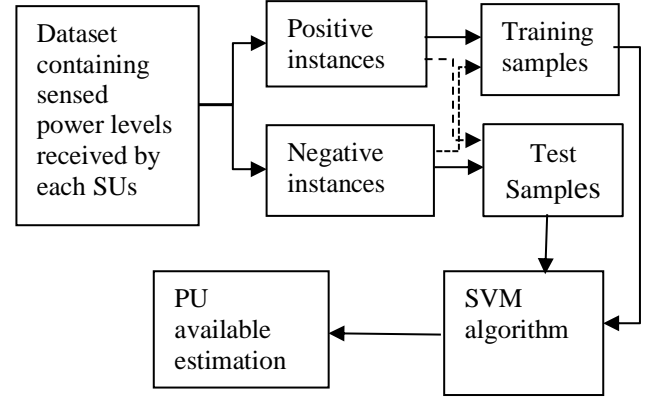 Dataset
containing
sensed
power levels
received by
each SUs
Positive
instances
Negative
instances
Training
samples
Test
Samples
SVM
algorithm
PU
available
estimation